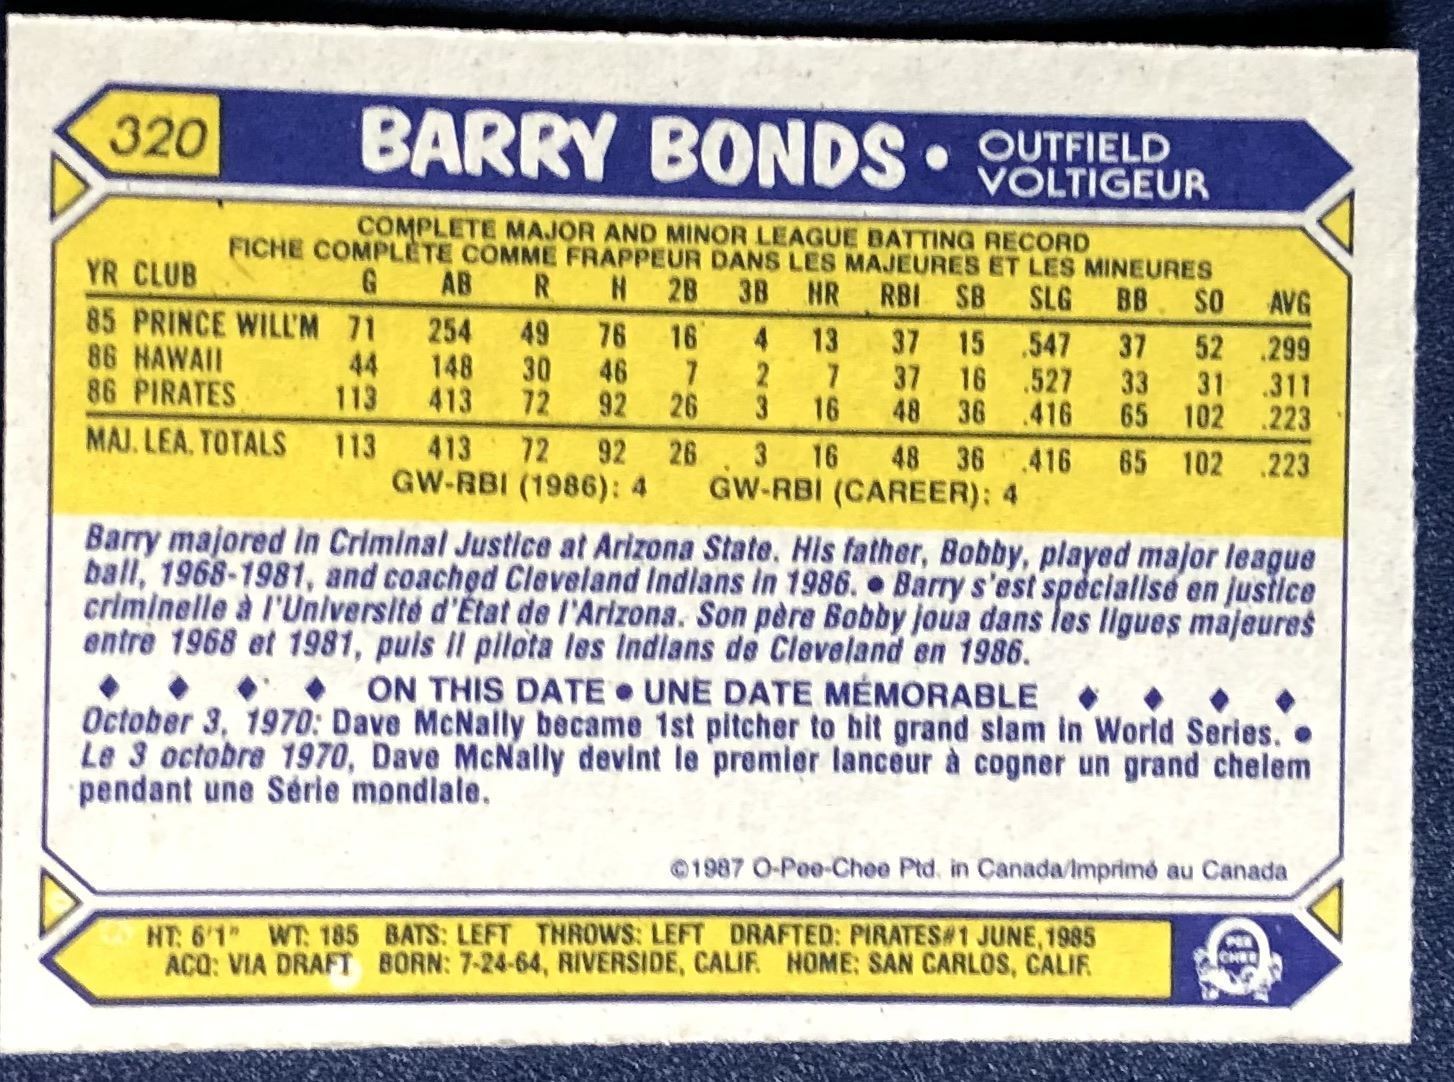 320 BARRY BONDS • OUTFIELD
VOLTIGEUR
COMPLETE MAJOR AND MINOR LEAGUE BATTING RECORD
FICHE COMPLÈTE COMME FRAPPEUR DANS LES MAJEURES ET LES MINEURES
YR CLUB G AB R H 2B 3B HR RBI SB SLG BB SO AVG
85 PRINCE WILL'M 71 254 49 76 16 4 13 37 15 .547 37 52 .299
86 HAWAII 44 148 30 46 7 2 7 37 16 .527 33 31 .311
86 PIRATES 113 413 72 92 26 3 16 48 36 .416 65 102 .223
MAJ. LEA. TOTALS 113 413 72 92 26 3 16 48 36 .416 65 102 .223
GW-RBI (1986): 4 GW-RBI (CAREER): 4
Barry majored in Criminal Justice at Arizona State. His father, Bobby, played major league
ball, 1968-1981, and coached Cleveland Indians in 1986. • Barry s'est spécialisé en justice
criminelle à l'Université d'État de l'Arizona. Son père Bobby joua dans les ligues majeures
entre 1968 et 1981, puis il pilota les Indians de Cleveland en 1986.
♦ ♦ ♦ ♦ ON THIS DATE • UNE DATE MÉMORABLE ♦ ♦ ♦ ♦
October 3, 1970: Dave McNally became 1st pitcher to hit grand slam in World Series. •
Le 3 octobre 1970, Dave McNally devint le premier lanceur à cogner un grand chelem
pendant une Série mondiale.
©1987 O-Pee-Chee Ptd. in Canada/Imprimé au Canada
HT: 6'1" WT: 185 BATS: LEFT THROWS: LEFT DRAFTED: PIRATES#1 JUNE, 1985
ACQ: VIA DRAFT BORN: 7-24-64, RIVERSIDE, CALIF. HOME: SAN CARLOS, CALIF.
PEE
CHEE